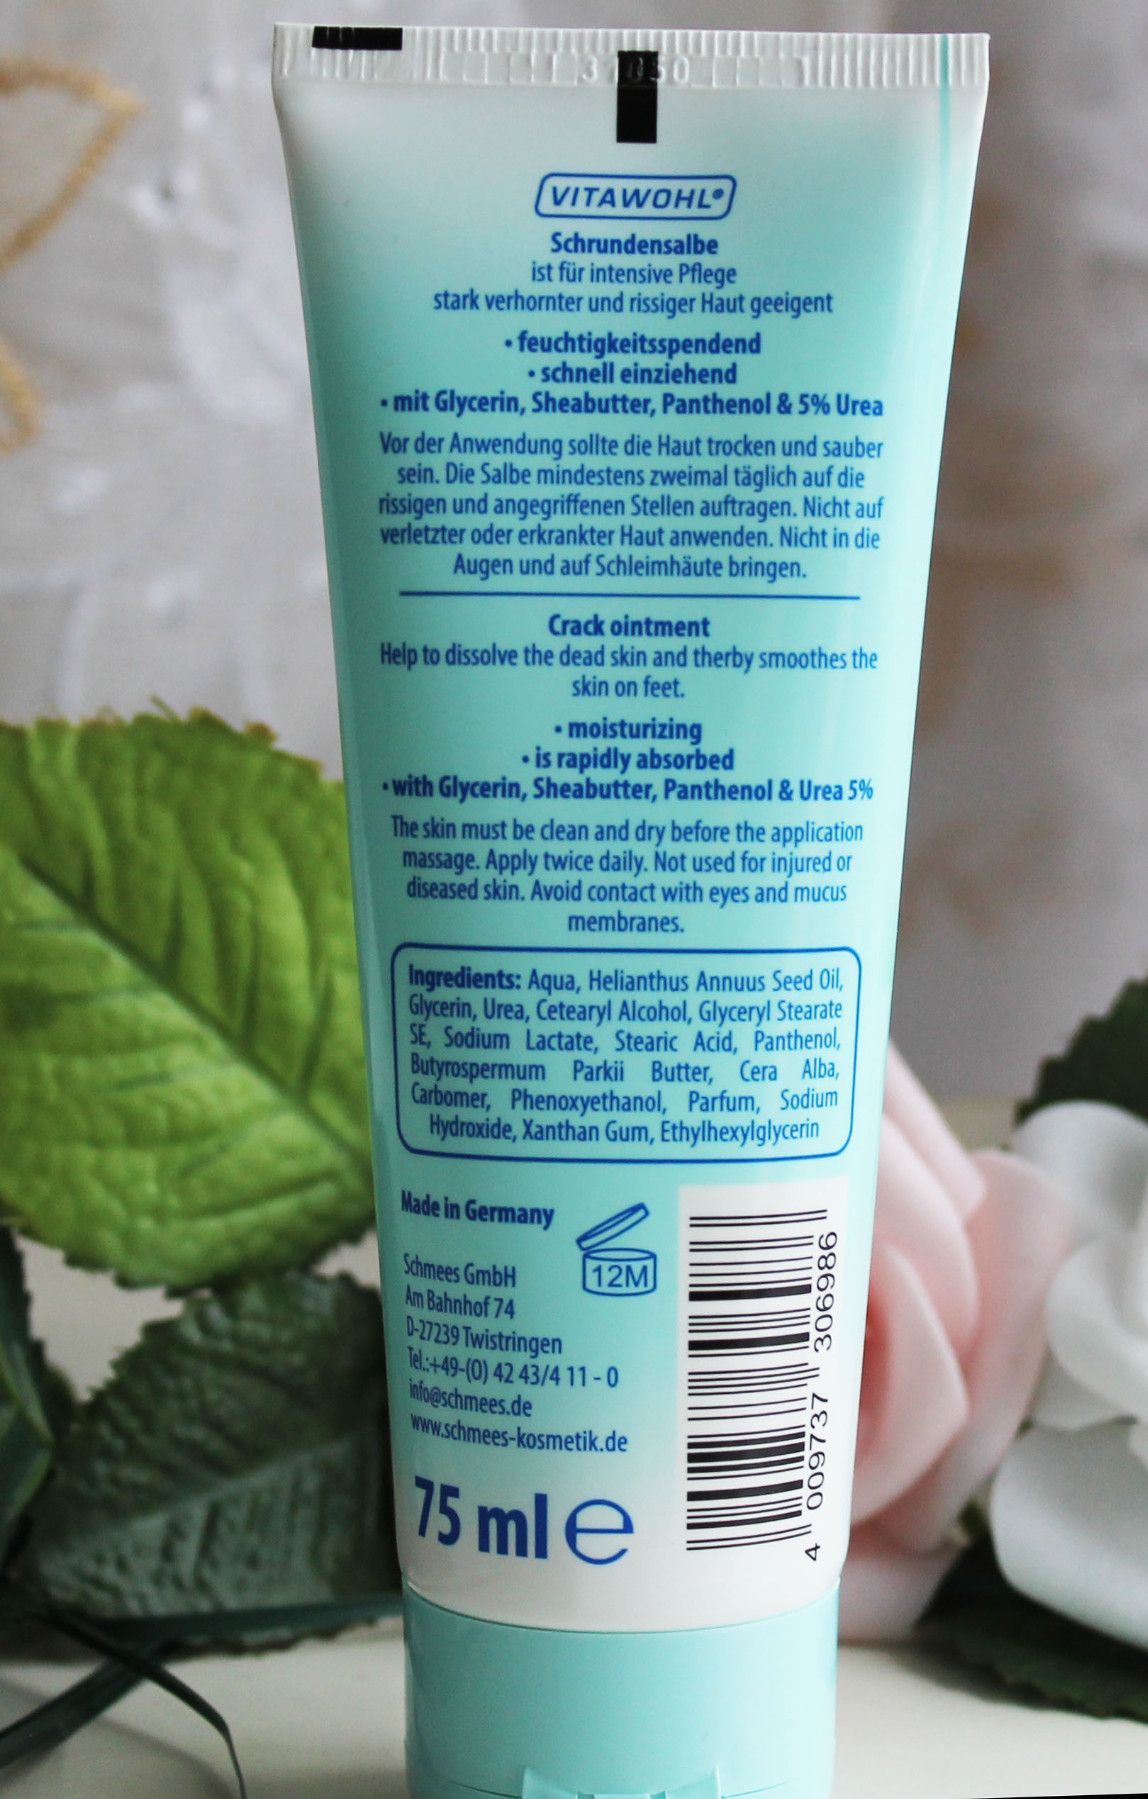 VITAWOHL®
Schrundensalbe
ist für intensive Pflege
stark verhornter und rissiger Haut geeigent
• feuchtigkeitsspendend
• schnell einziehend
• mit Glycerin, Sheabutter, Panthenol & 5% Urea
Vor der Anwendung sollte die Haut trocken und sauber
sein. Die Salbe mindestens zweimal täglich auf die
rissigen und angegriffenen Stellen auftragen. Nicht auf
verletzter oder erkrankter Haut anwenden. Nicht in die
Augen und auf Schleimhäute bringen.
Crack ointment
Help to dissolve the dead skin and therby smoothes the
skin on feet.
• moisturizing
• is rapidly absorbed
• with Glycerin, Sheabutter, Panthenol & Urea 5%
The skin must be clean and dry before the application
massage. Apply twice daily. Not used for injured or
diseased skin. Avoid contact with eyes and mucus
membranes.
Ingredients: Aqua, Helianthus Annuus Seed Oil,
Glycerin, Urea, Cetearyl Alcohol, Glyceryl Stearate
SE, Sodium Lactate, Stearic Acid, Panthenol,
Butyrospermum Parkii Butter, Cera Alba,
Carbomer, Phenoxyethanol, Parfum, Sodium
Hydroxide, Xanthan Gum, Ethylhexylglycerin
Made in Germany
12M
Schmees GmbH
Am Bahnhof 74
D-27239 Twistringen
Tel.:+49-(0) 42 43/4 11 - 0
info@schmees.de
www.schmees-kosmetik.de
75 ml e
4 009737 306986